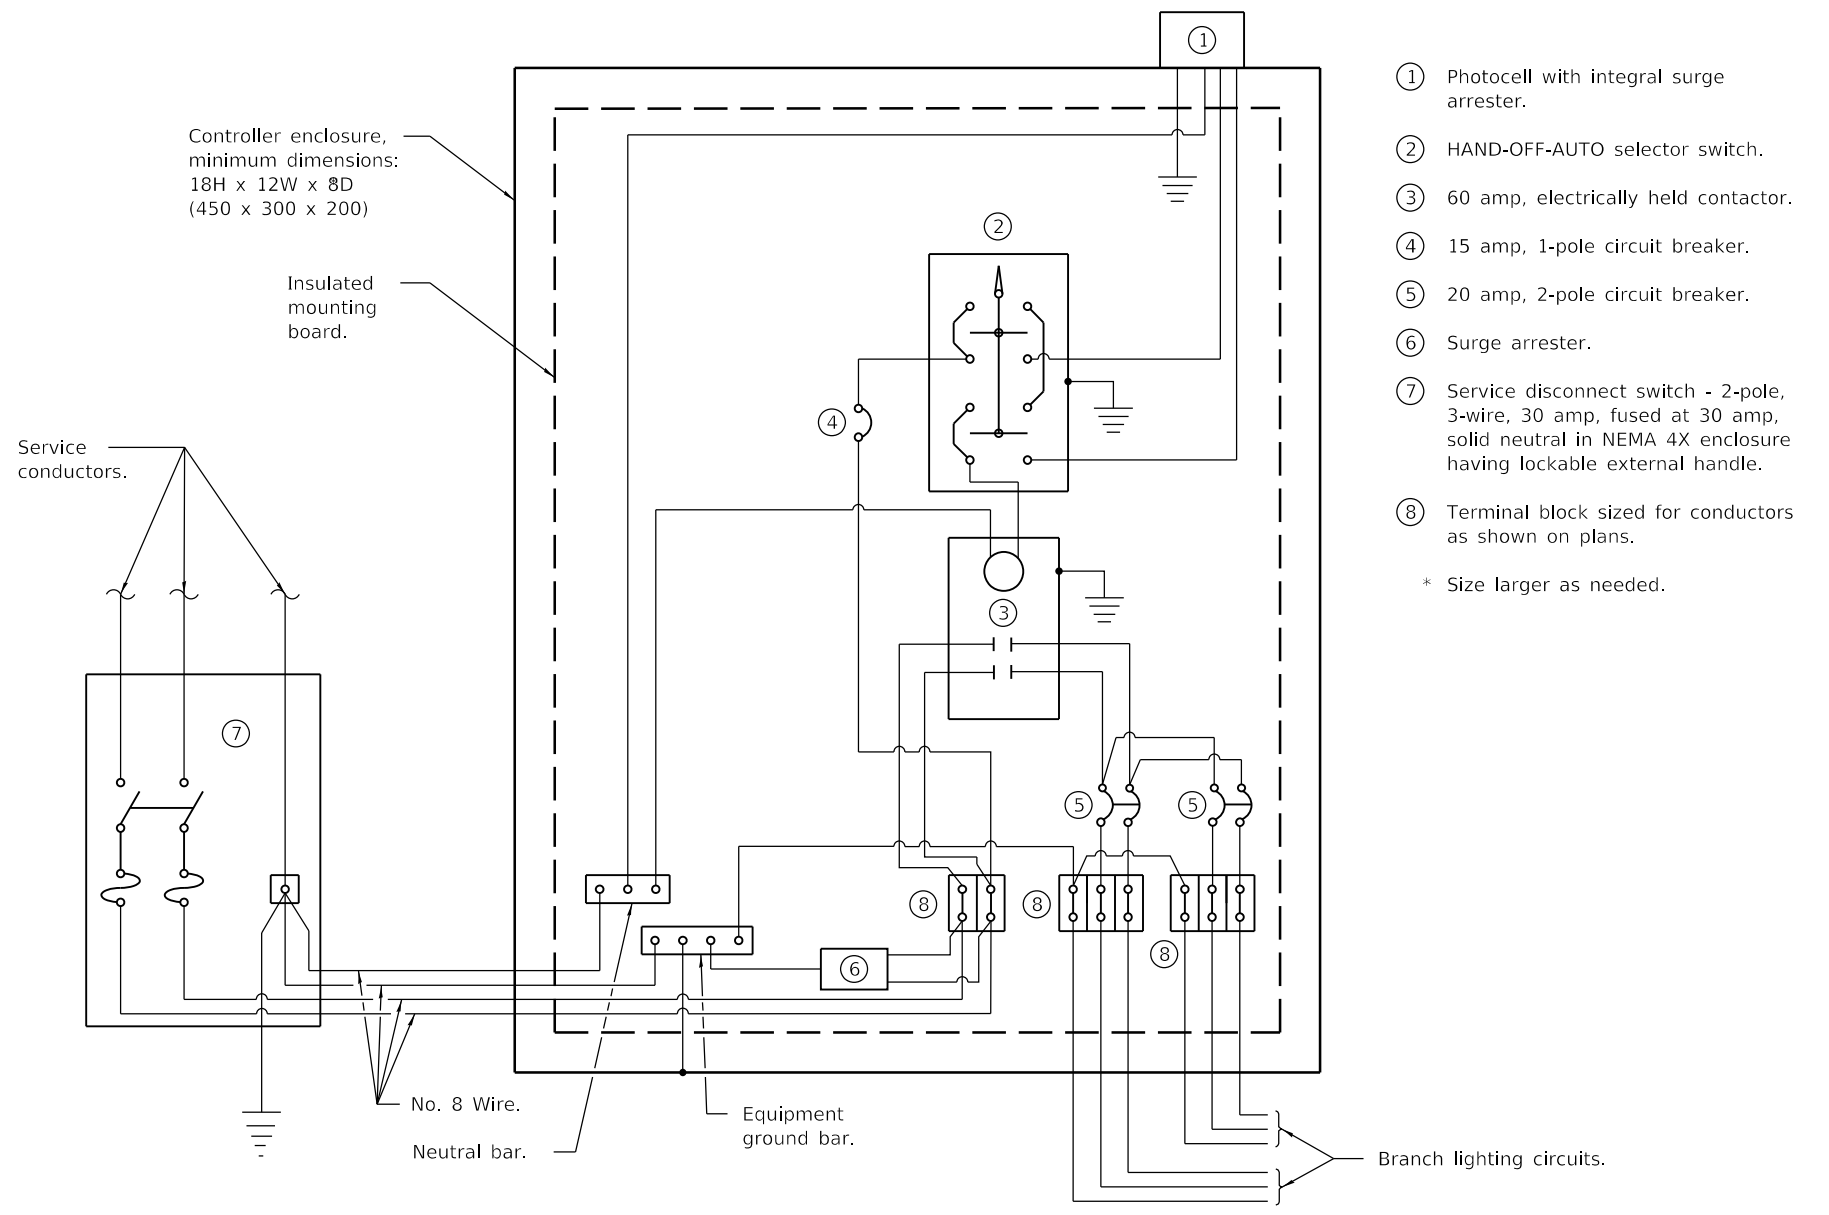 1
Controller enclosure,
minimum dimensions:
18H x 12W x 8D
*
(450 x 300 x 200)
Insulated
mounting
board.
2
4
Service
conductors.
3
7
5
5
8
8
8
6
No. 8 Wire.
Neutral bar.
Equipment
ground bar.
Branch lighting circuits.
1 Photocell with integral surge
arrester.
2 HAND-OFF-AUTO selector switch.
3 60 amp, electrically held contactor.
4 15 amp, 1-pole circuit breaker.
5 20 amp, 2-pole circuit breaker.
6 Surge arrester.
7 Service disconnect switch - 2-pole,
3-wire, 30 amp, fused at 30 amp,
solid neutral in NEMA 4X enclosure
having lockable external handle.
8 Terminal block sized for conductors
as shown on plans.
* Size larger as needed.